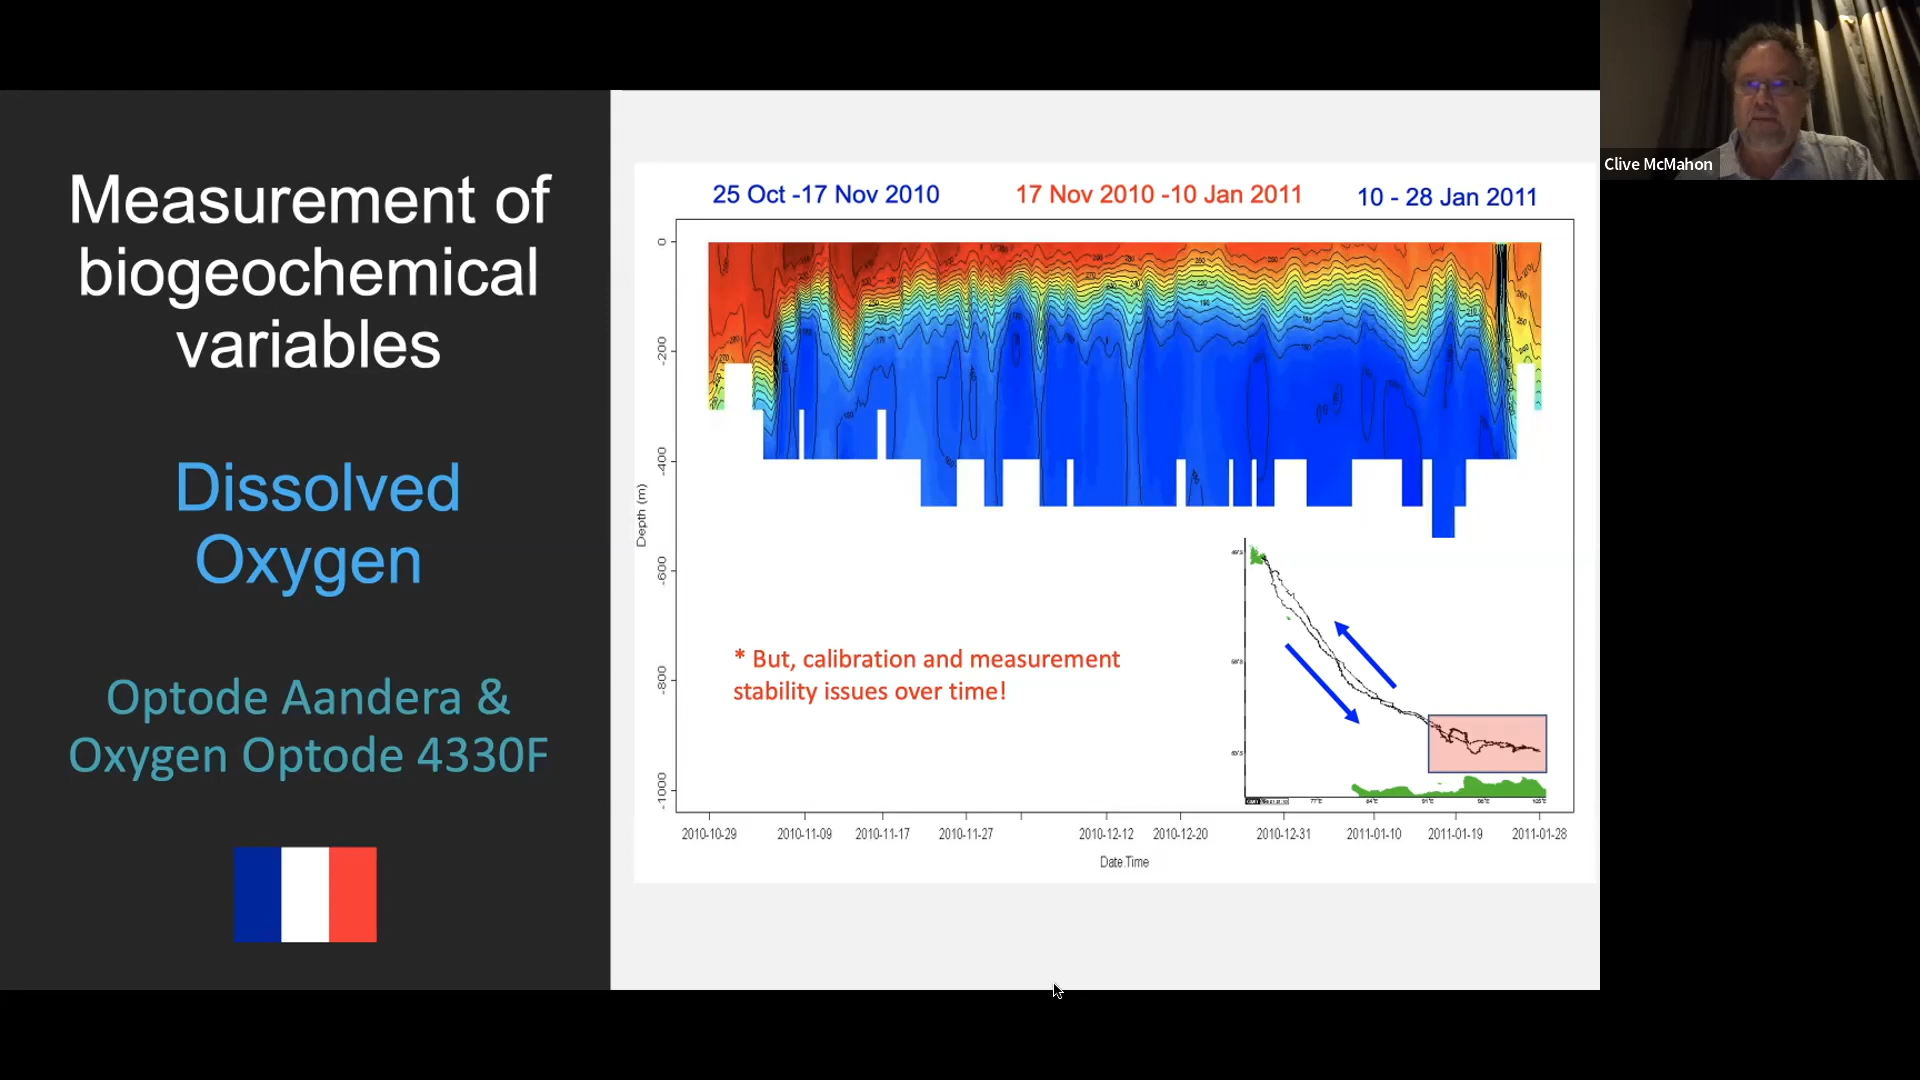 Measurement of
biogeochemical
variables
Dissolved
Oxygen
Optode Aandera &
Oxygen Optode 4330F
25 Oct -17 Nov 2010
17 Nov 2010 -10 Jan 2011
10 - 28 Jan 2011
0
-200
-400
-600
-800
-1000
Depth (m)
* But, calibration and measurement
stability issues over time!
2010-10-29
2010-11-09
2010-11-17
2010-11-27
2010-12-12
2010-12-20
2010-12-31
2011-01-10
2011-01-19
2011-01-28
Date.Time
Clive McMahon